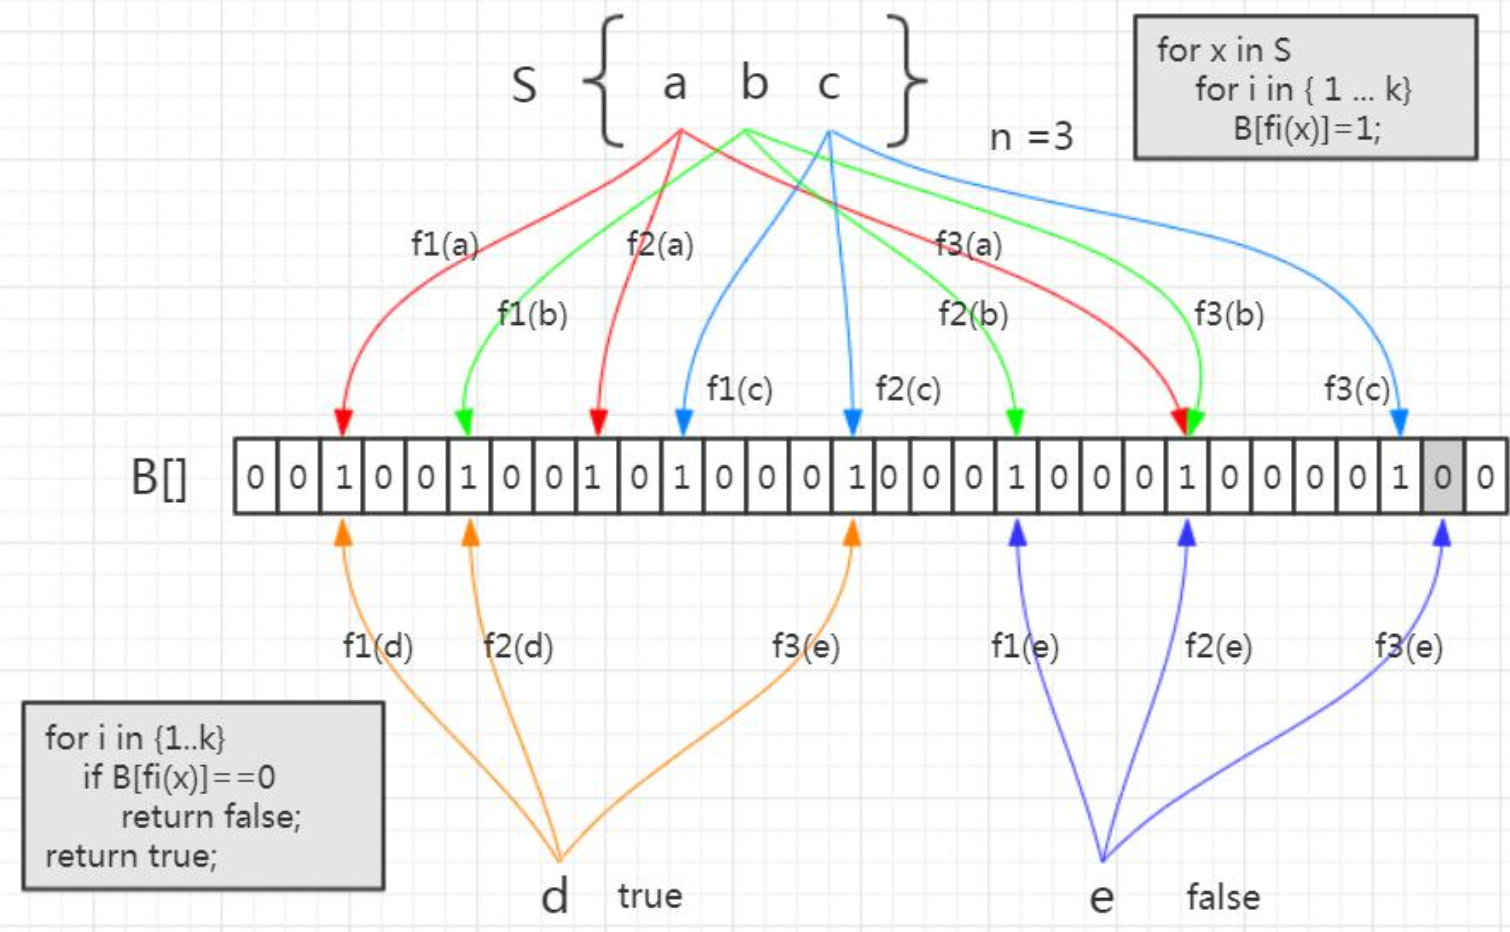 S { a b c }
n =3
for x in S
for i in { 1 ... k}
B[fi(x)]=1;
f1(a) f2(a) f3(a)
f1(b) f2(b) f3(b)
f1(c) f2(c) f3(c)
B[] 0 0 1 0 0 1 0 0 1 0 1 0 0 0 1 0 0 0 1 0 0 0 1 0 0 0 0 1 0 0
f1(d) f2(d) f3(e) f1(e) f2(e) f3(e)
for i in {1..k}
if B[fi(x)]==0
return false;
return true;
d true e false